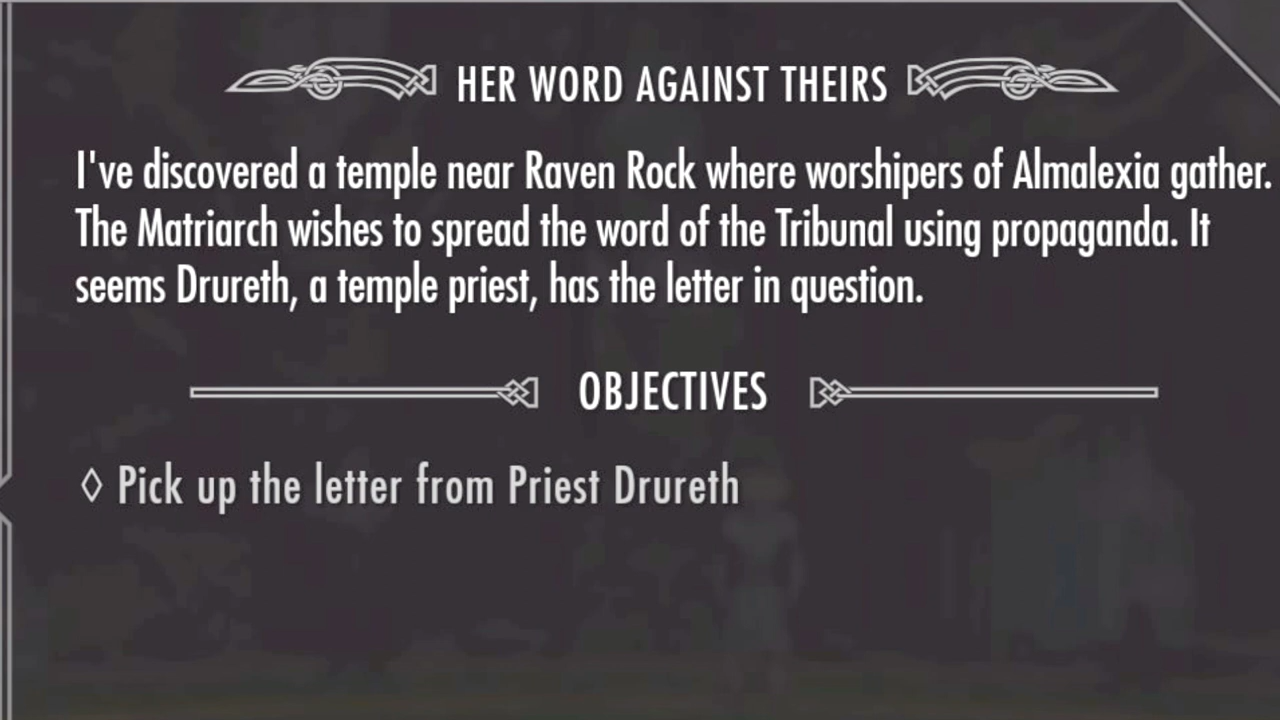 HER WORD AGAINST THEIRS
I've discovered a temple near Raven Rock where worshipers of Almalexia gather.
The Matriarch wishes to spread the word of the Tribunal using propaganda. It
seems Drureth, a temple priest, has the letter in question.
OBJECTIVES
◊ Pick up the letter from Priest Drureth